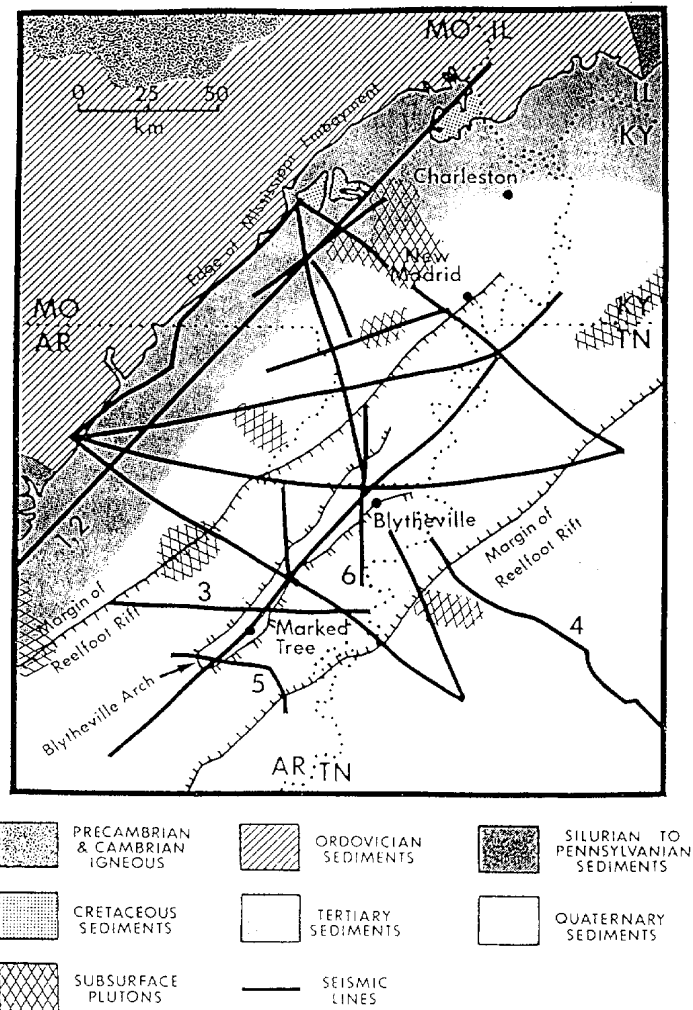 MO IL
0 25 50
km
IL
KY
Edge of Mississippi Embayment
Charleston
New
Madrid
MO
AR
KY
TN
1,2
Blytheville
Margin of
Reelfoot Rift
6
3
Margin of
Reelfoot Rift
4
Marked
Tree
5
Blytheville Arch
AR TN
PRECAMBRIAN
& CAMBRIAN
IGNEOUS
ORDOVICIAN
SEDIMENTS
SILURIAN TO
PENNSYLVANIAN
SEDIMENTS
CRETACEOUS
SEDIMENTS
TERTIARY
SEDIMENTS
QUATERNARY
SEDIMENTS
SUBSURFACE
PLUTONS
SEISMIC
LINES